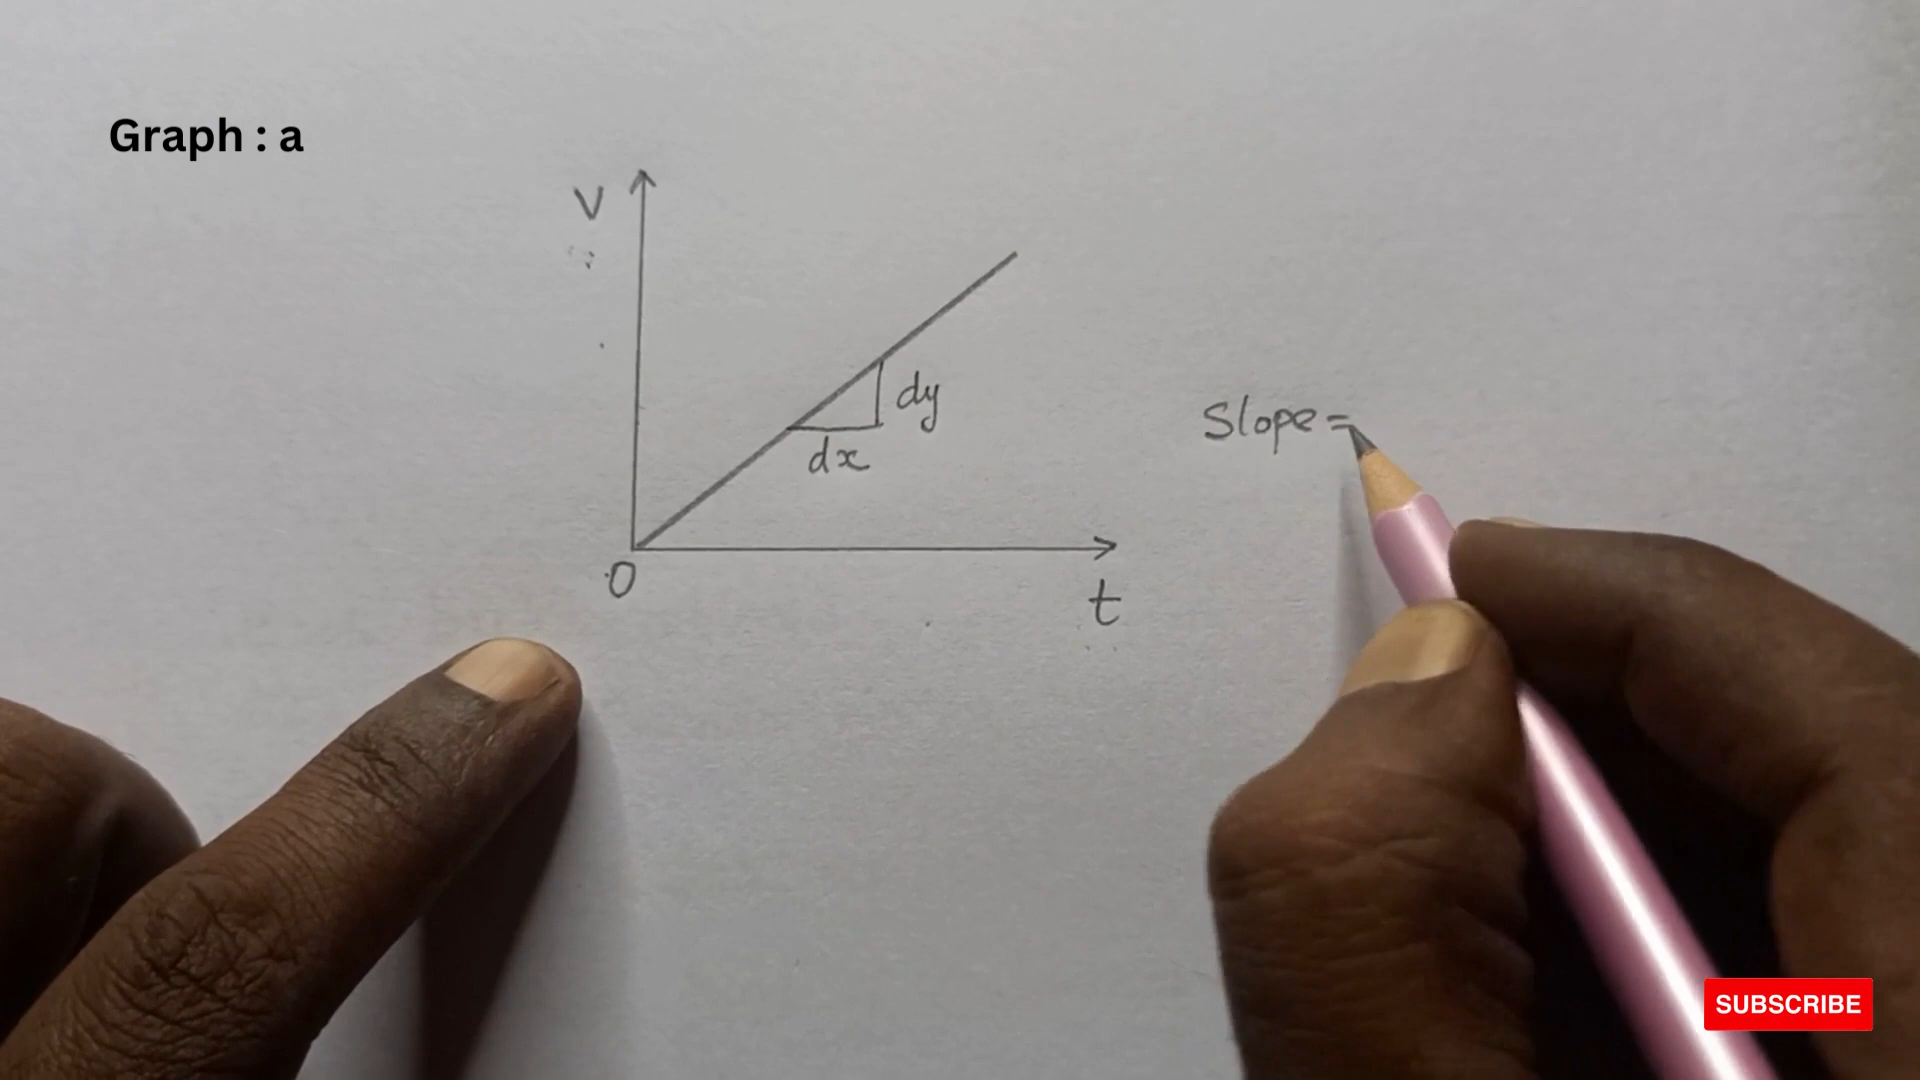 Graph : a
V
dy
dx
Slope =
0
t
SUBSCRIBE